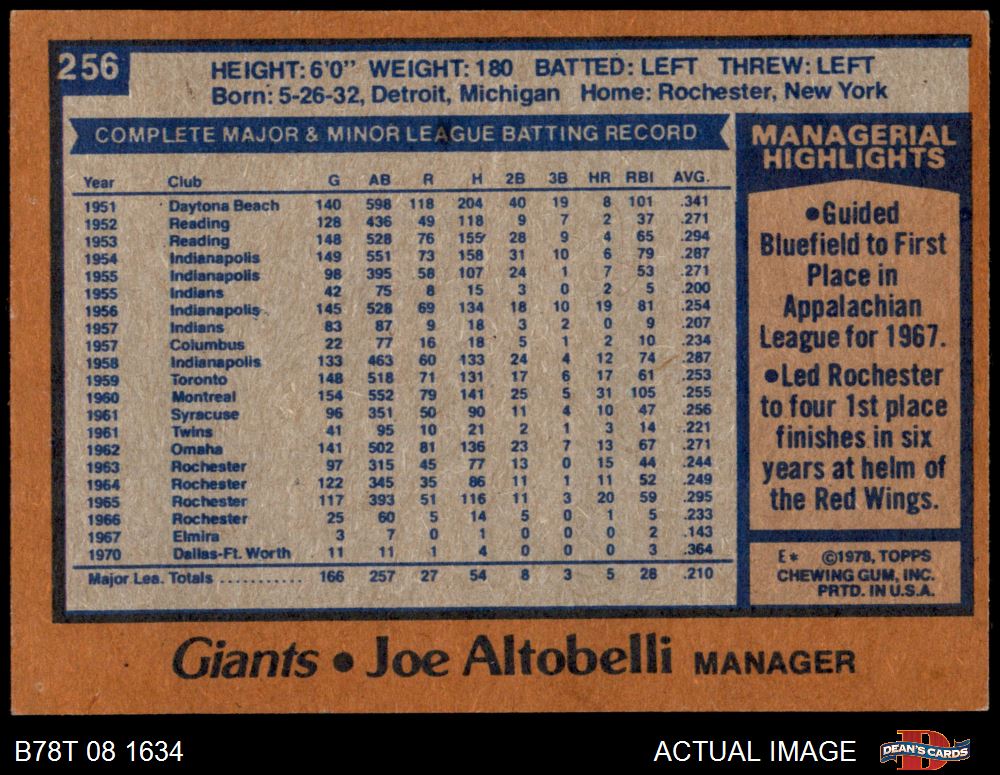 256
HEIGHT: 6'0" WEIGHT: 180 BATTED: LEFT THREW: LEFT
Born: 5-26-32, Detroit, Michigan Home: Rochester, New York
COMPLETE MAJOR & MINOR LEAGUE BATTING RECORD
Year Club G AB R H 2B 3B HR RBI AVG.
1951 Daytona Beach 140 598 118 204 40 19 8 101 .341
1952 Reading 128 436 49 118 9 7 2 37 .271
1953 Reading 148 528 76 155 28 9 4 65 .294
1954 Indianapolis 149 551 73 158 31 10 6 79 .287
1955 Indianapolis 98 395 58 107 24 1 7 53 .271
1955 Indians 42 75 8 15 3 0 2 5 .200
1956 Indianapolis 145 528 69 134 18 10 19 81 .254
1957 Indians 83 87 9 18 3 2 0 9 .207
1957 Columbus 22 77 16 18 5 1 2 10 .234
1958 Indianapolis 133 463 60 133 24 4 12 74 .287
1959 Toronto 148 518 71 131 17 6 17 61 .253
1960 Montreal 154 552 79 141 25 5 31 105 .255
1961 Syracuse 96 351 50 90 11 4 10 47 .256
1961 Twins 41 95 10 21 2 1 3 14 .221
1962 Omaha 141 502 81 136 23 7 13 67 .271
1963 Rochester 97 315 45 77 13 0 15 44 .244
1964 Rochester 122 345 35 86 11 1 11 52 .249
1965 Rochester 117 393 51 116 11 3 20 59 .295
1966 Rochester 25 60 5 14 5 0 1 5 .233
1967 Elmira 3 7 0 1 0 0 0 2 .143
1970 Dallas-Ft. Worth 11 11 1 4 0 0 0 3 .364
Major Lea. Totals ........... 166 257 27 54 8 3 5 28 .210
MANAGERIAL
HIGHLIGHTS
●Guided
Bluefield to First
Place in
Appalachian
League for 1967.
●Led Rochester
to four 1st place
finishes in six
years at helm of
the Red Wings.
E* ©1978, TOPPS
CHEWING GUM, INC.
PRTD. IN U.S.A.
Giants ● Joe Altobelli MANAGER
B78T 08 1634
ACTUAL IMAGE
D
DEAN'S CARDS